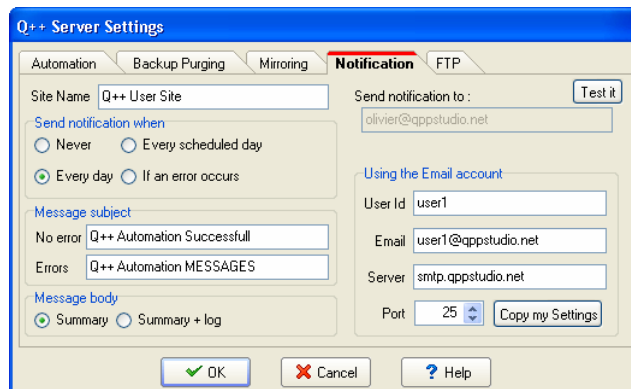 Q++ Server Settings
Automation Backup Purging Mirroring Notification FTP
Site Name Q++ User Site
Send notification to : Test it
olivier@qppstudio.net
Send notification when
Never Every scheduled day
Every day If an error occurs
Message subject
No error Q++ Automation Successfull
Errors Q++ Automation MESSAGES
Message body
Summary Summary + log
Using the Email account
User Id user1
Email user1@qppstudio.net
Server smtp.qppstudio.net
Port 25 Copy my Settings
OK Cancel ? Help